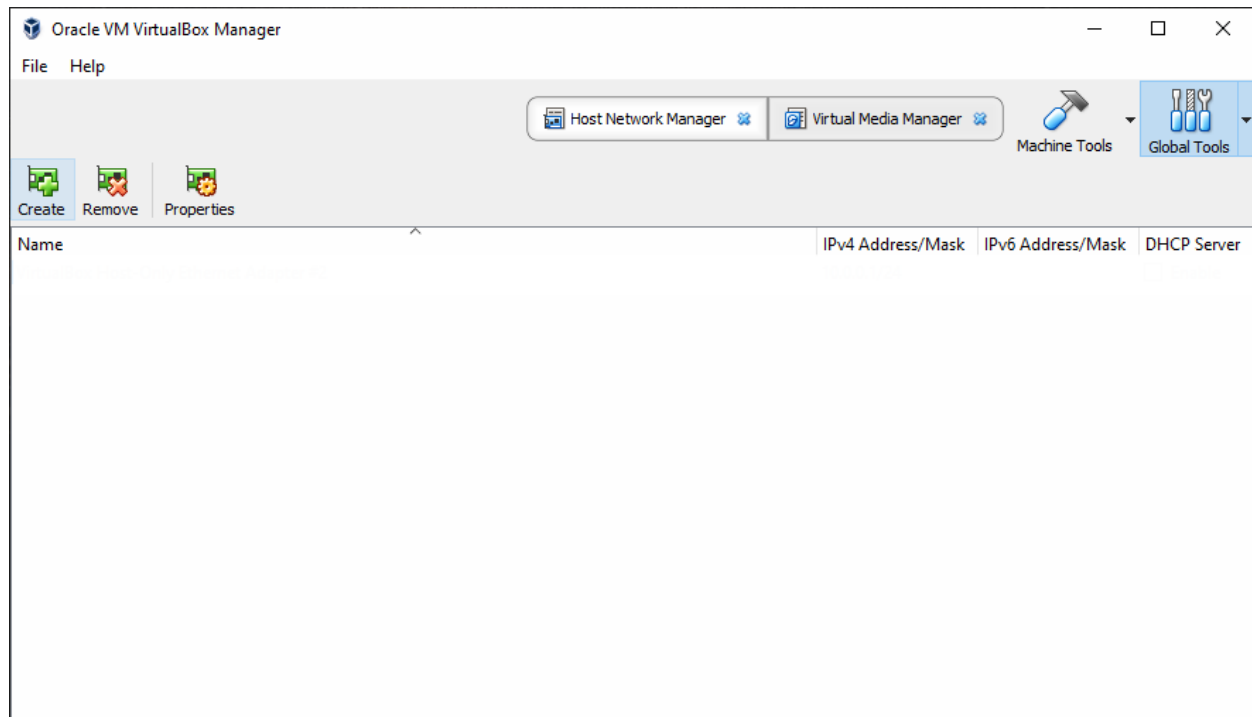 Oracle VM VirtualBox Manager
File Help
Host Network Manager Virtual Media Manager
Machine Tools Global Tools
Create Remove Properties
Name IPv4 Address/Mask IPv6 Address/Mask DHCP Server